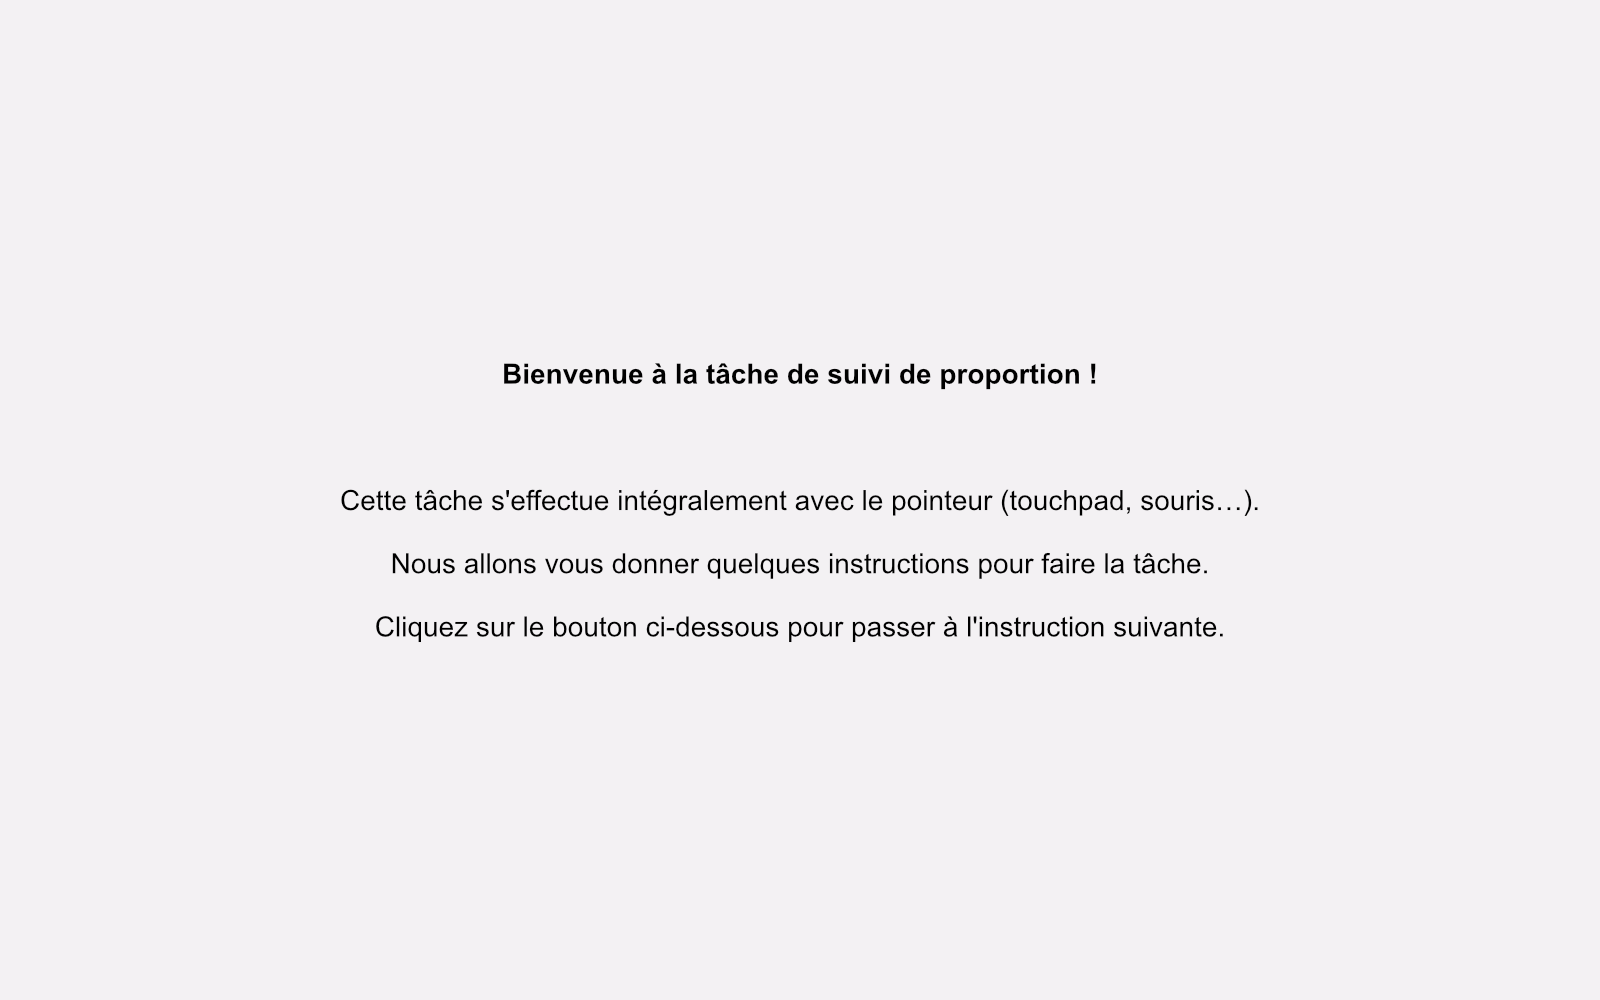 Bienvenue à la tâche de suivi de proportion !
Cette tâche s'effectue intégralement avec le pointeur (touchpad, souris…).
Nous allons vous donner quelques instructions pour faire la tâche.
Cliquez sur le bouton ci-dessous pour passer à l'instruction suivante.